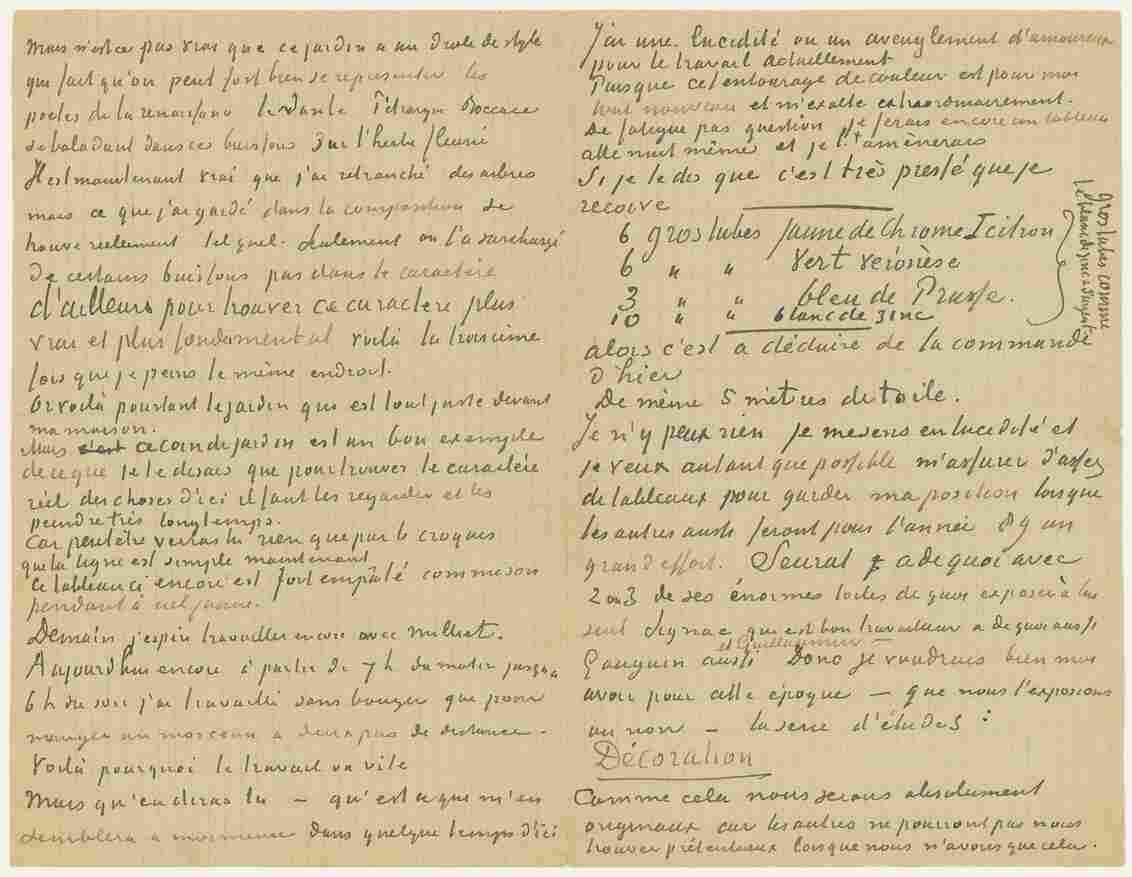 Mais n'est ce pas vrai que ce jardin a un drole de style
qui fait qu'on peut fort bien se representer les
poetes de la renaissance le Dante Pétrarque Boccace
se baladant dans ces buissons sur l'herbe fleurie
Il est maintenant vrai que j'ai retranché des arbres
mais ce que j'ai gardé dans la composition se
trouve reellement tel quel. Seulement on l'a surchargé
de certains buissons pas dans le caractère
d'ailleurs pour trouver ce caractère plus
vrai et plus fondamental voilà la troisieme
fois que je peins le même endroit.
Or voilà pourtant le jardin qui est tout juste devant
ma maison.
Mais c'est ce coin de jardin est un bon exemple
de ce que je te disais que pour trouver le caractère
réel des choses d'ici il faut les regarder et les
peindre très longtemps.
Car peutêtre verras tu rien que par le croquis
que la ligne est simple maintenant
Ce tableau ci encore est fort empâté comme son
pendant à ciel jaune.
Demain j'espère travailler encore avec Milliet.
Aujourd'hui encore à partir de 7 h du matin jusqu'à
6 h du soir j'ai travaillé sans bouger que pour
manger un morceau à deux pas de distance.
Voilà pourquoi le travail va vite
Mais qu'en diras tu – qu'est ce que m'en
semblera à moi meme dans quelque temps d'ici
J'ai une lucidité ou un aveuglement d'amoureux
pour le travail actuellement
Puisque cet entourage de couleur est pour moi
tout nouveau et m'exalte extraordinairement.
De fatigue pas question je ferais encore un tableau
cette nuit même et je l'amènerais
Si je te dis que c'est très pressé que je
recoive
6 gros tubes jaune de Chrome I citron
6 " " Vert véronèse
3 " " bleu de Prusse.
10 " " blanc de zinc
gros tubes comme
le blanc de zinc & d'argent
alors c'est à déduire de la commande
d'hier
De même 5 mètres de toile.
Je n'y peux rien je me sens en lucidité et
je veux autant que possible m'assurer d'assez
de tableaux pour garder ma position lorsque
les autres aussi feront pour l'année 89 un
grand effort. Seurat a de quoi avec
2 ou 3 de ses énormes toiles de quoi exposer à lui
seul Signac qui est bon travailleur a de quoi aussi
et Guillaumin –
Gauguin aussi Donc je voudrais bien moi
avoir pour cette époque – que nous l'exposions
ou non – la serie d'études :
Décoration
Comme cela nous serons absolument
originaux car les autres ne pourront pas nous
trouver prétentieux lorsque nous n'avons que cela.